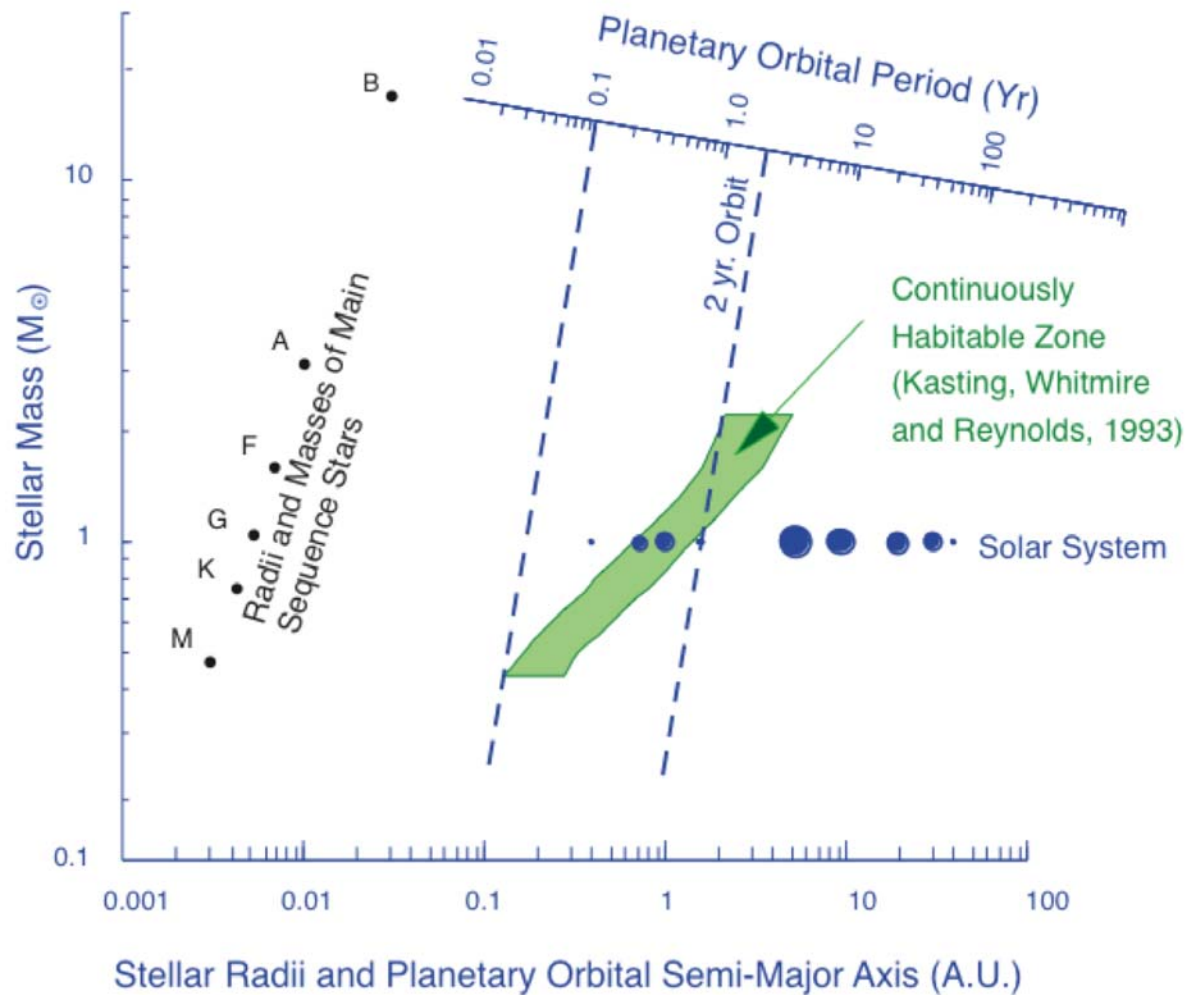 Planetary Orbital Period (Yr)
0.01
0.1
1.0
10
100
B
10
2 yr. Orbit
Continuously
Habitable Zone
(Kasting, Whitmire
and Reynolds, 1993)
A
F
G
K
M
Radii and Masses of Main
Sequence Stars
Stellar Mass (M☉)
1
Solar System
0.1
0.001
0.01
0.1
1
10
100
Stellar Radii and Planetary Orbital Semi-Major Axis (A.U.)